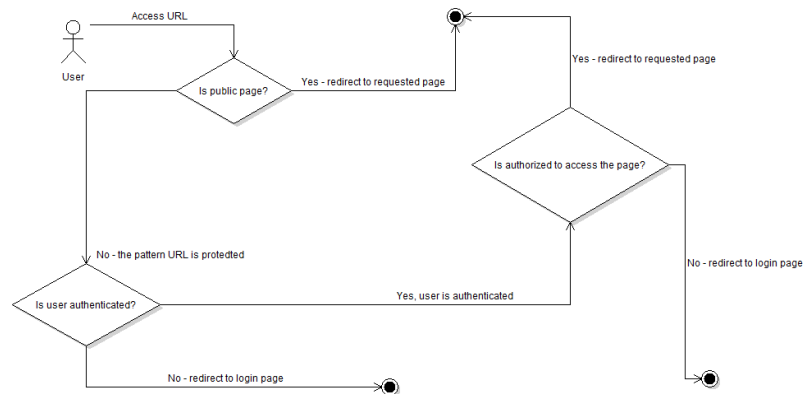 Access URL
User
Is public page?
Yes - redirect to requested page
Yes - redirect to requested page
Is authorized to access the page?
No - the pattern URL is protedted
No - redirect to login page
Is user authenticated?
Yes, user is authenticated
No - redirect to login page